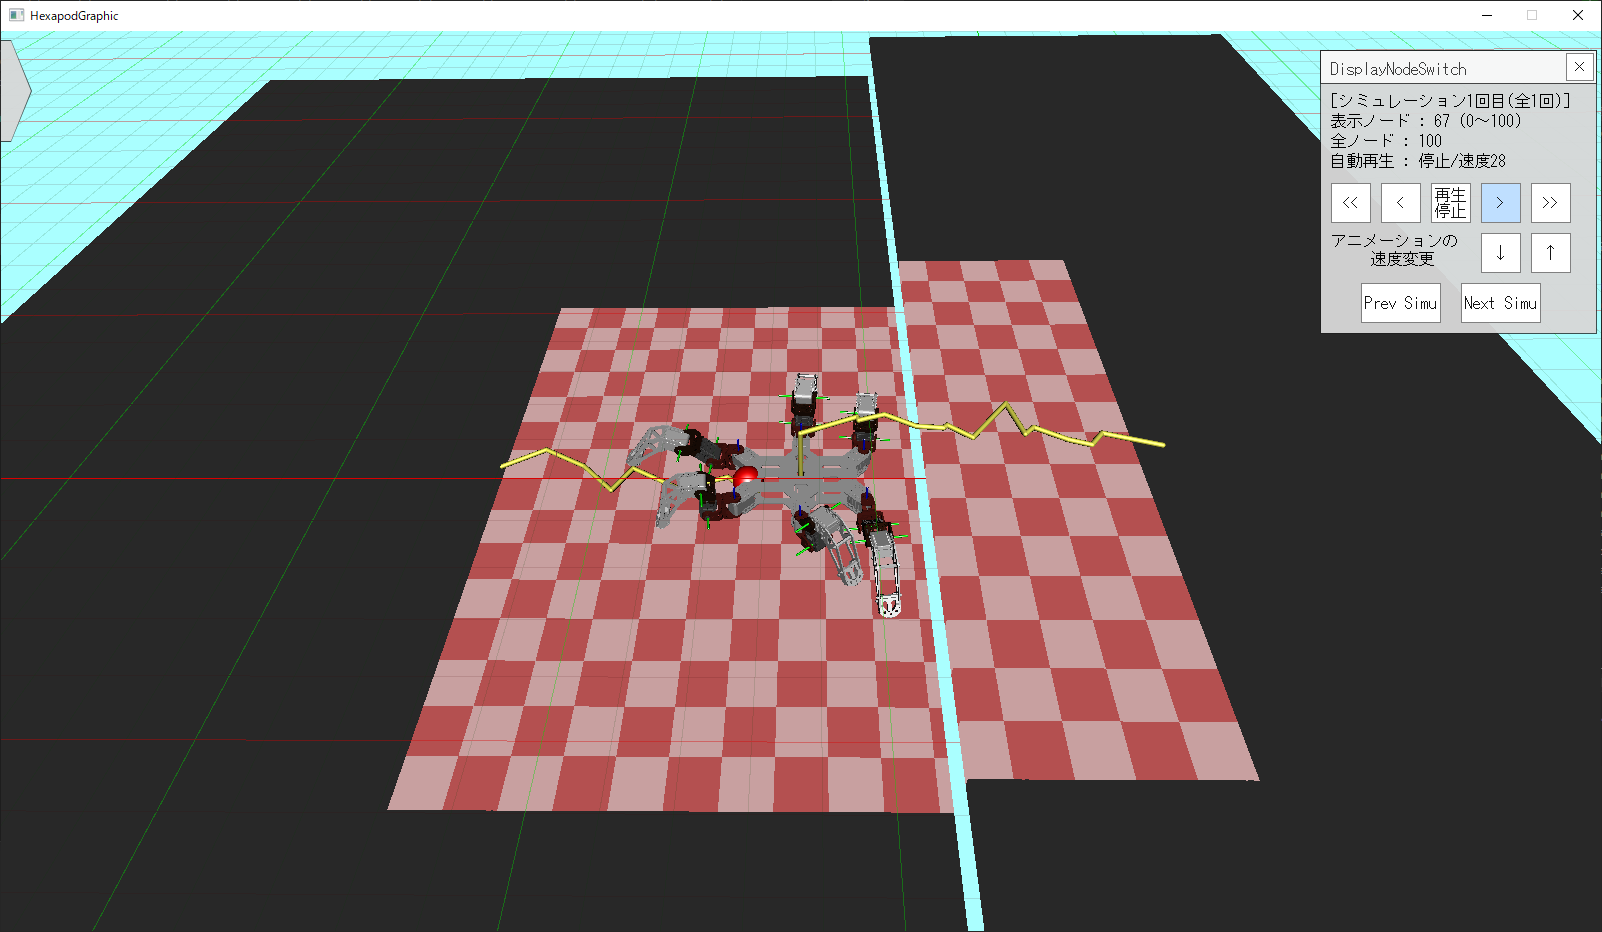 HexapodGraphic
DisplayNodeSwitch
[シミュレーション1回目(全1回)]
表示ノード : 67 (0～100)
全ノード : 100
自動再生 : 停止/速度28
<< < 再生停止 > >>
アニメーションの
速度変更
↓ ↑
Prev Simu Next Simu